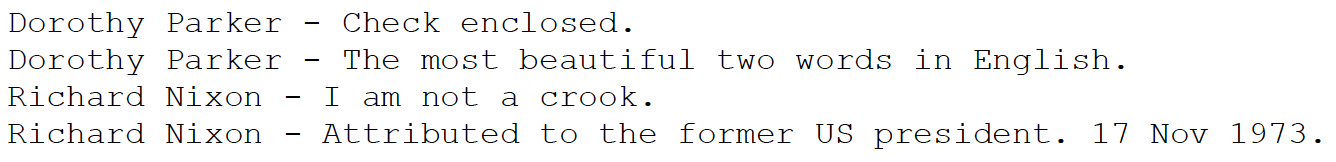 Dorothy Parker - Check enclosed.
Dorothy Parker - The most beautiful two words in English.
Richard Nixon - I am not a crook.
Richard Nixon - Attributed to the former US president. 17 Nov 1973.